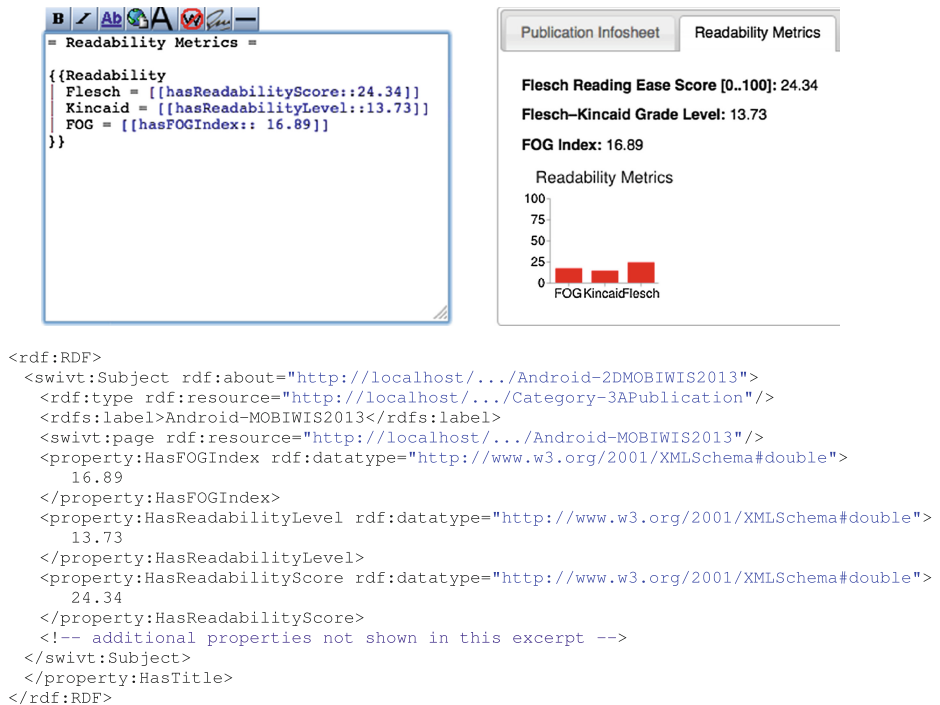 B I Ab A W
= Readability Metrics =
{{Readability
| Flesch = [[hasReadabilityScore::24.34]]
| Kincaid = [[hasReadabilityLevel::13.73]]
| FOG = [[hasFOGIndex:: 16.89]]
}}
Publication Infosheet Readability Metrics
Flesch Reading Ease Score [0..100]: 24.34
Flesch–Kincaid Grade Level: 13.73
FOG Index: 16.89
Readability Metrics
100
75
50
25
0
FOG Kincaid Flesch
<rdf:RDF>
<swivt:Subject rdf:about="http://localhost/.../Android-2DMOBIWIS2013">
<rdf:type rdf:resource="http://localhost/.../Category-3APublication"/>
<rdfs:label>Android-MOBIWIS2013</rdfs:label>
<swivt:page rdf:resource="http://localhost/.../Android-MOBIWIS2013"/>
<property:HasFOGIndex rdf:datatype="http://www.w3.org/2001/XMLSchema#double">
16.89
</property:HasFOGIndex>
<property:HasReadabilityLevel rdf:datatype="http://www.w3.org/2001/XMLSchema#double">
13.73
</property:HasReadabilityLevel>
<property:HasReadabilityScore rdf:datatype="http://www.w3.org/2001/XMLSchema#double">
24.34
</property:HasReadabilityScore>
<!-- additional properties not shown in this excerpt -->
</swivt:Subject>
</property:HasTitle>
</rdf:RDF>